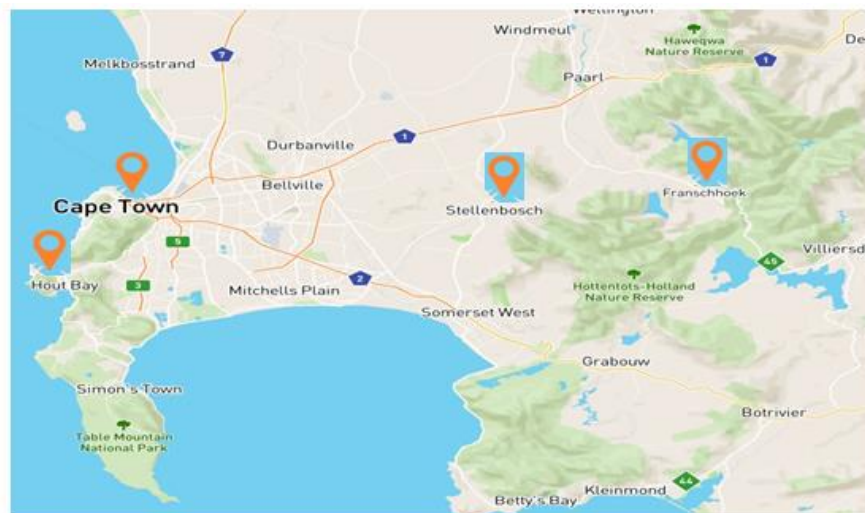 Wellington
Windmeul
Haweqwa
Nature Reserve
De
7
1
Melkbosstrand
Paarl
1
Durbanville
Bellville
Cape Town
Stellenbosch
Franschhoek
5
45
Villiersd
Hout Bay
3
Mitchells Plain
2
Hottentots-Holland
Nature Reserve
Somerset West
Grabouw
Simon's Town
Botrivier
Table Mountain
National Park
44
Kleinmond
Betty's Bay